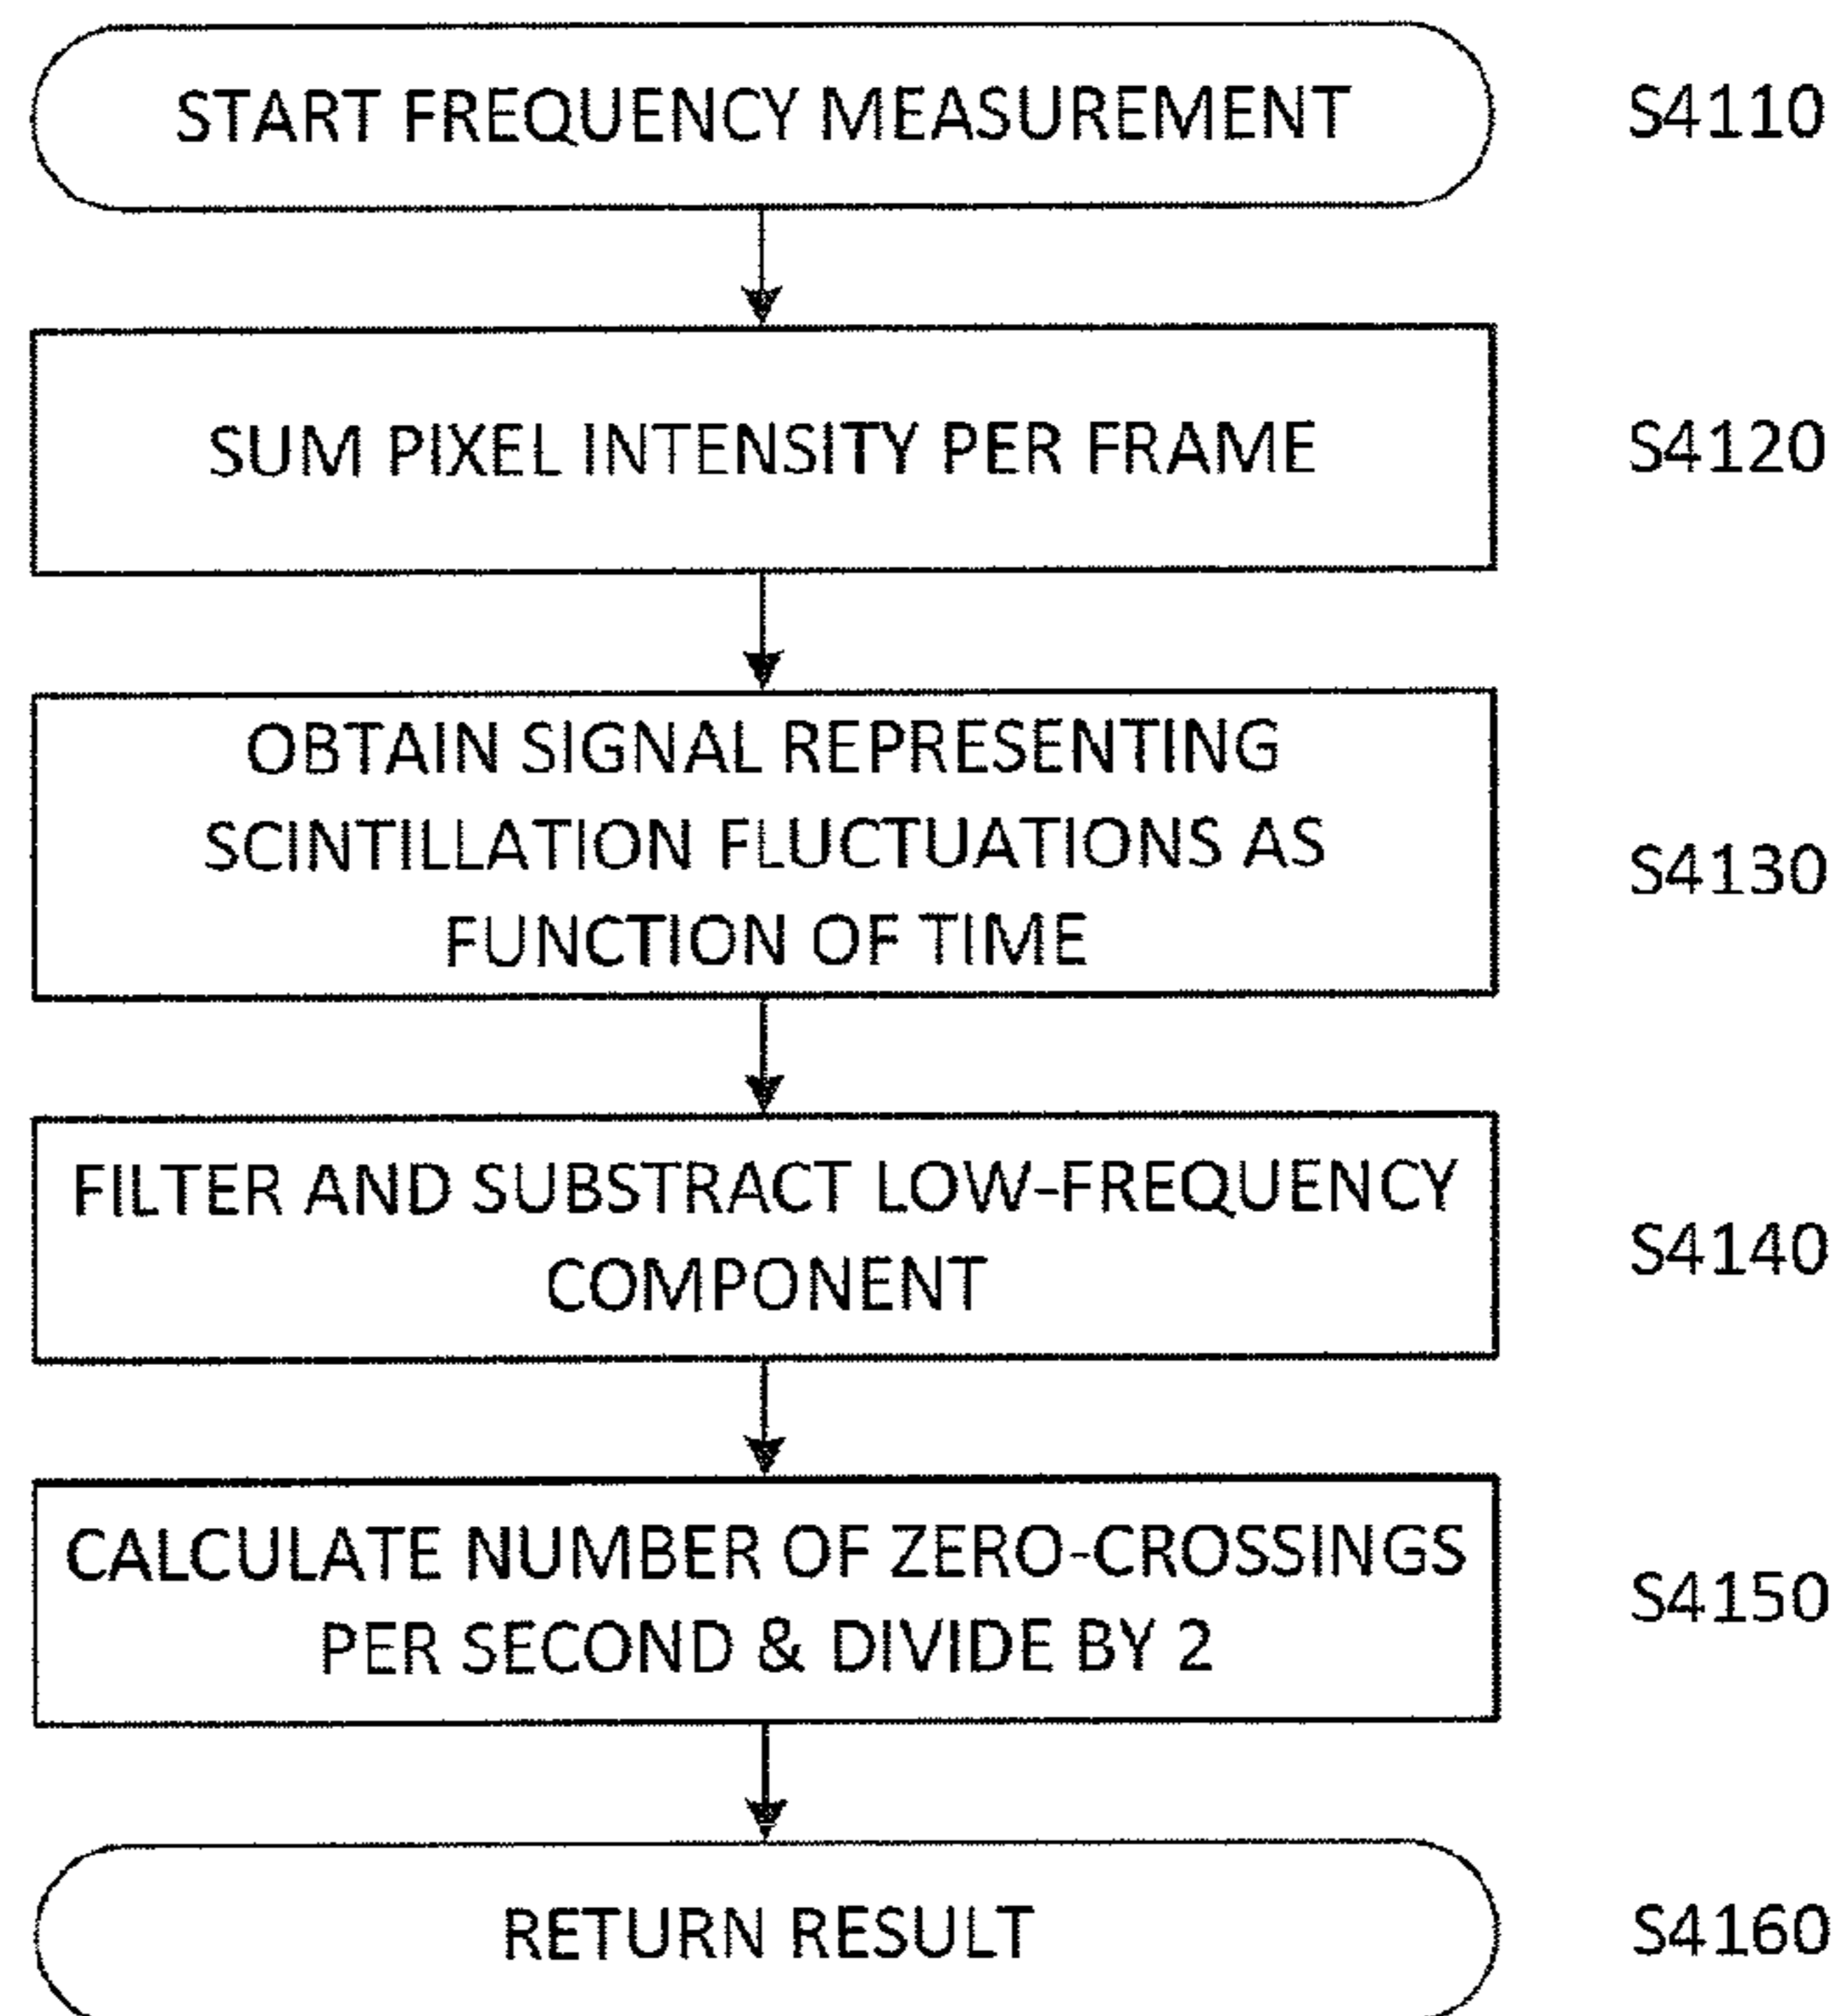 START FREQUENCY MEASUREMENT
S4110
SUM PIXEL INTENSITY PER FRAME
S4120
OBTAIN SIGNAL REPRESENTING
SCINTILLATION FLUCTUATIONS AS
FUNCTION OF TIME
S4130
FILTER AND SUBSTRACT LOW-FREQUENCY
COMPONENT
S4140
CALCULATE NUMBER OF ZERO-CROSSINGS
PER SECOND & DIVIDE BY 2
S4150
RETURN RESULT
S4160